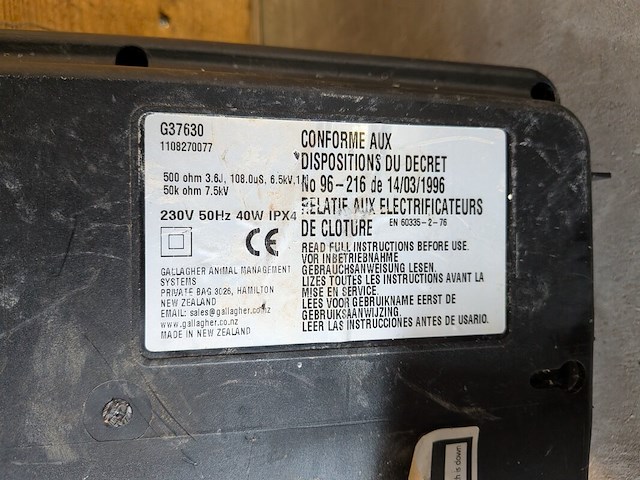 G37630
1108270077
500 ohm 3.6J, 108.0uS, 6.5kV,
50k ohm 7.5kV
230V 50Hz 40W IPX4
CE
GALLAGHER ANIMAL MANAGEMENT
SYSTEMS
PRIVATE BAG 3026, HAMILTON
NEW ZEALAND
EMAIL: sales@gallagher.co.nz
www.gallagher.co.nz
MADE IN NEW ZEALAND
CONFORME AUX
DISPOSITIONS DU DECRET
No 96-216 de 14/03/1996
RELATIF AUX ELECTRIFICATEURS
DE CLOTURE EN 60335-2-76
READ FULL INSTRUCTIONS BEFORE USE.
VOR INBETRIEBNAHME
GEBRAUCHSANWEISUNG LESEN.
LIZES TOUTES LES INSTRUCTIONS AVANT LA
MISE EN SERVICE.
LEES VOOR GEBRUIKNAME EERST DE
GEBRUIKSAANWIJZING.
LEER LAS INSTRUCCIONES ANTES DE USARIO.
is down